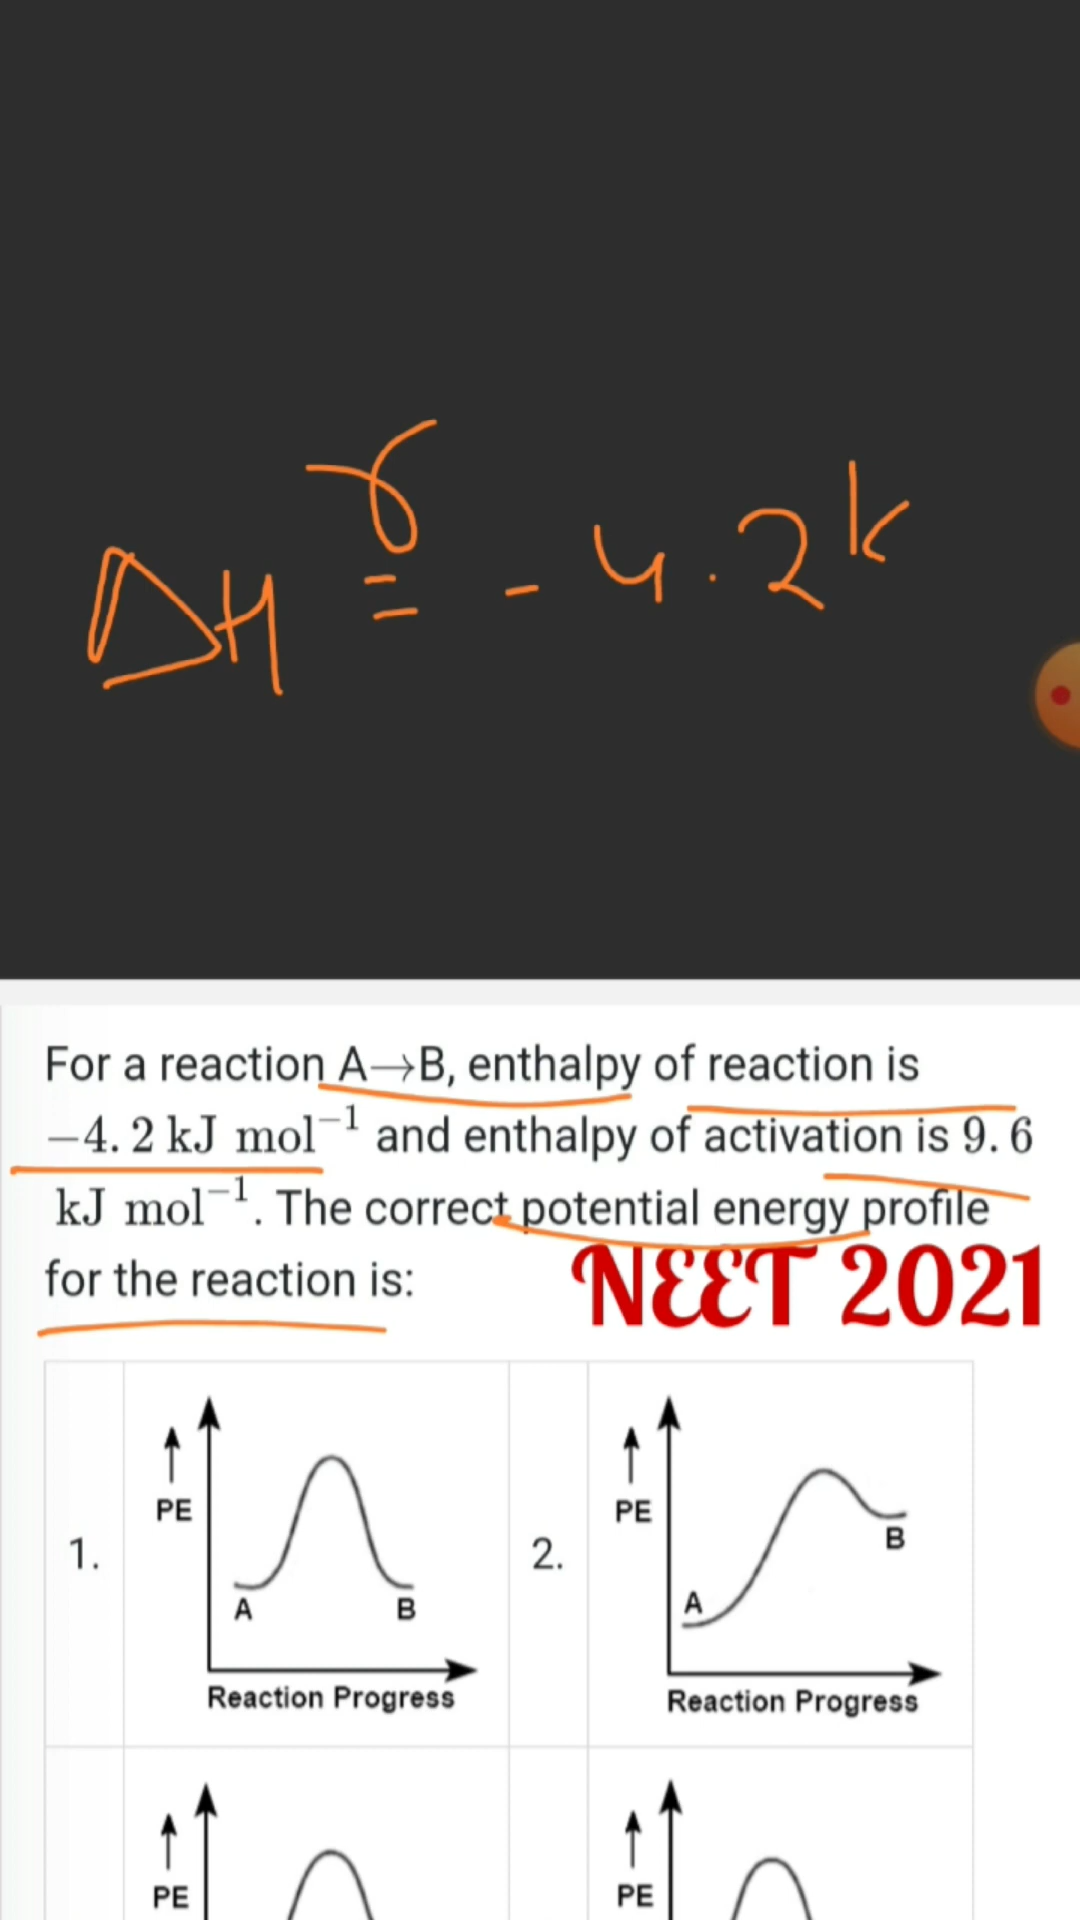 ΔH = - 4.2 k
For a reaction A→B, enthalpy of reaction is
−4. 2 kJ mol⁻¹ and enthalpy of activation is 9. 6
kJ mol⁻¹. The correct potential energy profile
for the reaction is:
NEET 2021
1.
PE
A
B
Reaction Progress
2.
PE
A
B
Reaction Progress
PE
PE